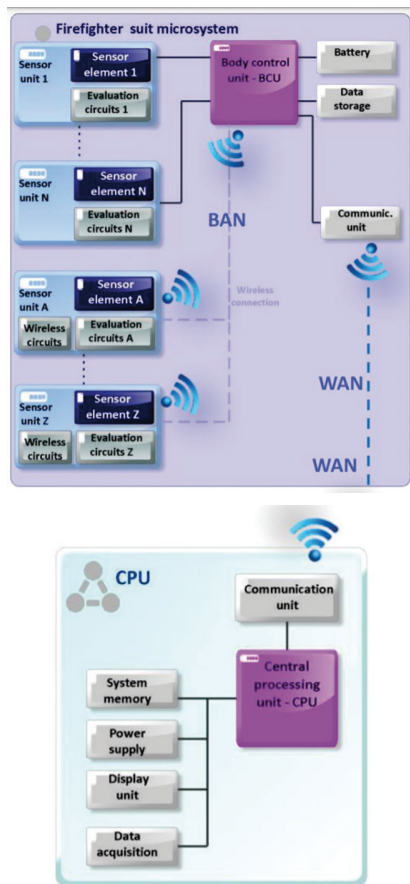 Firefighter suit microsystem
Sensor
unit 1
Sensor
element 1
Evaluation
circuits 1
Body control
unit - BCU
Battery
Data
storage
Sensor
unit N
Sensor
element N
Evaluation
circuits N
BAN
Communic.
unit
Sensor
unit A
Sensor
element A
Wireless
circuits
Evaluation
circuits A
Wireless
connection
Sensor
unit Z
Sensor
element Z
Wireless
circuits
Evaluation
circuits Z
WAN
WAN
CPU
Communication
unit
Central
processing
unit - CPU
System
memory
Power
supply
Display
unit
Data
acquisition